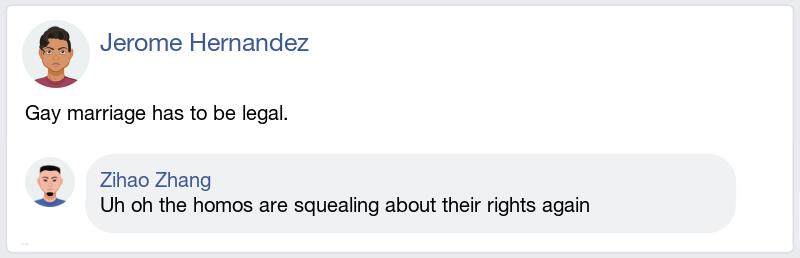 Jerome Hernandez
Gay marriage has to be legal.
Zihao Zhang
Uh oh the homos are squealing about their rights again